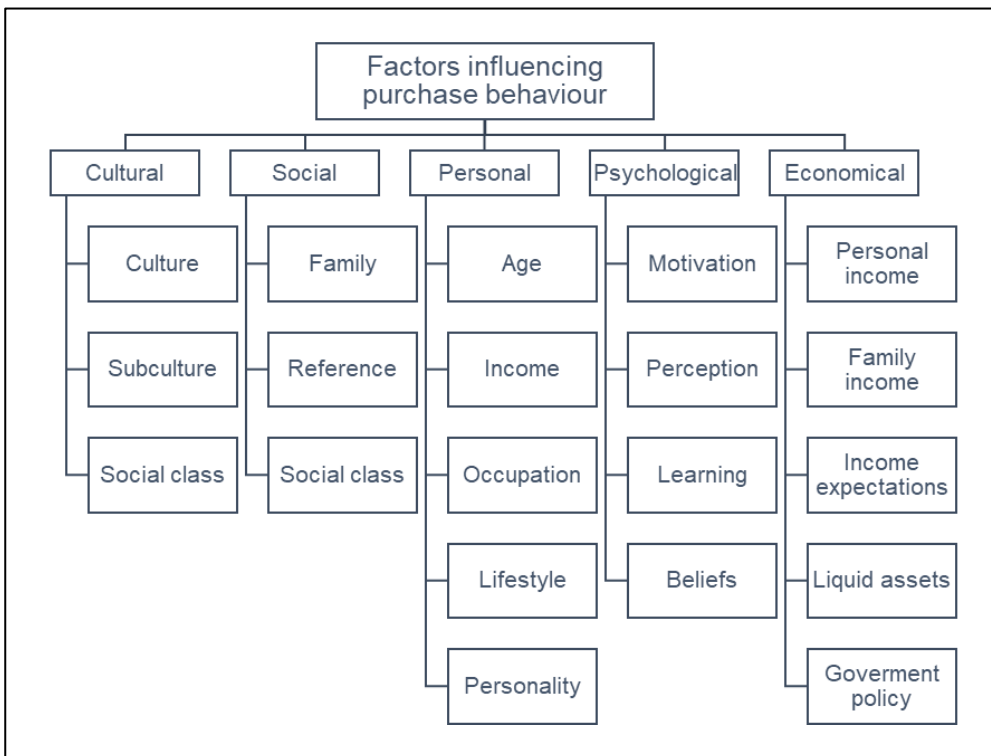 Factors influencing
purchase behaviour
Cultural
Social
Personal
Psychological
Economical
Culture
Family
Age
Motivation
Personal
income
Subculture
Reference
Income
Perception
Family
income
Social class
Social class
Occupation
Learning
Income
expectations
Lifestyle
Beliefs
Liquid assets
Personality
Goverment
policy